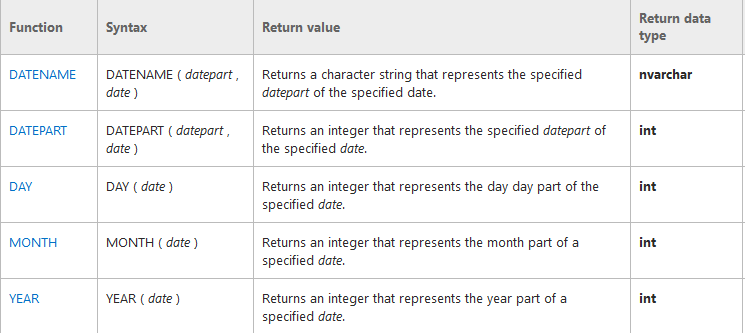 Function Syntax Return value Return data
type
DATENAME DATENAME ( datepart , Returns a character string that represents the specified nvarchar
date ) datepart of the specified date.
DATEPART DATEPART ( datepart , Returns an integer that represents the specified datepart of int
date ) the specified date.
DAY DAY ( date ) Returns an integer that represents the day day part of the int
specified date.
MONTH MONTH ( date ) Returns an integer that represents the month part of a int
specified date.
YEAR YEAR ( date ) Returns an integer that represents the year part of a int
specified date.